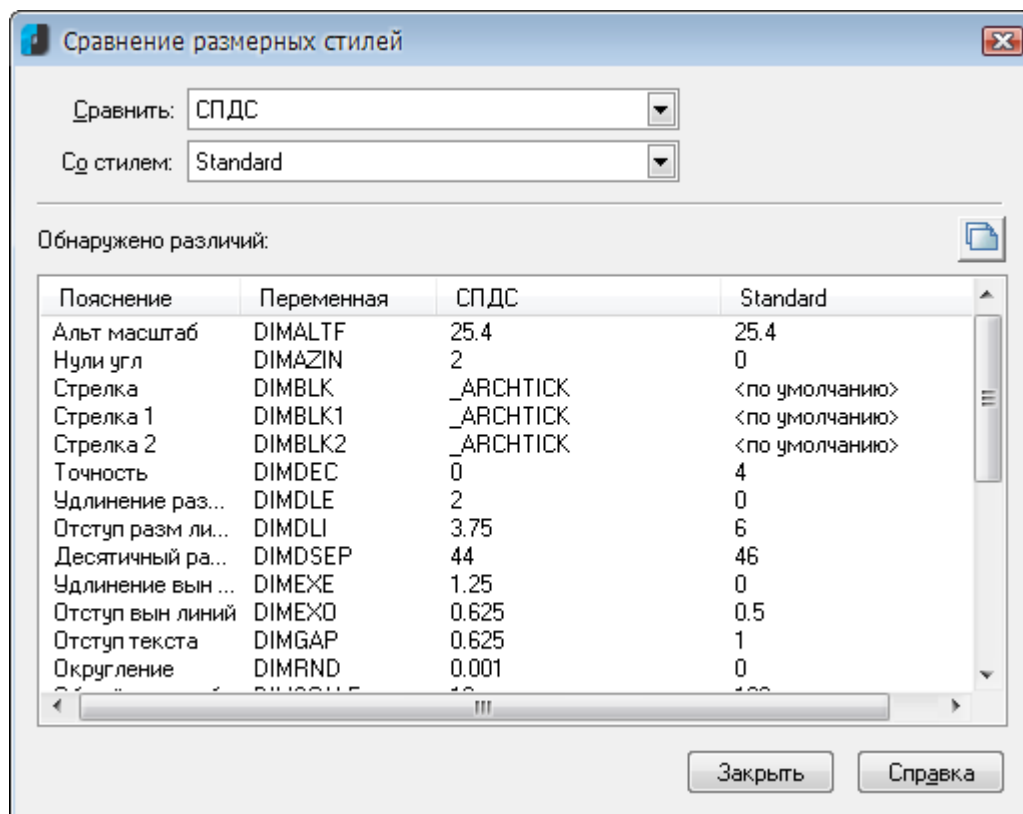 Сравнение размерных стилей
Сравнить: СПДС
Со стилем: Standard
Обнаружено различий:
Пояснение Переменная СПДС Standard
Альт масштаб DIMALTF 25.4 25.4
Нули угл DIMAZIN 2 0
Стрелка DIMBLK _ARCHTICK <по умолчанию>
Стрелка 1 DIMBLK1 _ARCHTICK <по умолчанию>
Стрелка 2 DIMBLK2 _ARCHTICK <по умолчанию>
Точность DIMDEC 0 4
Удлинение раз... DIMDLE 2 0
Отступ разм ли... DIMDLI 3.75 6
Десятичный ра... DIMDSEP 44 46
Удлинение вын ... DIMEXE 1.25 0
Отступ вын линий DIMEXO 0.625 0.5
Отступ текста DIMGAP 0.625 1
Округление DIMRND 0.001 0
Закрыть Справка